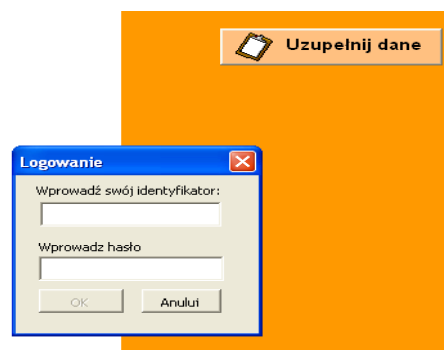 Uzupełnij dane
Logowanie
Wprowadź swój identyfikator:
Wprowadz hasło
OK
Anuluj